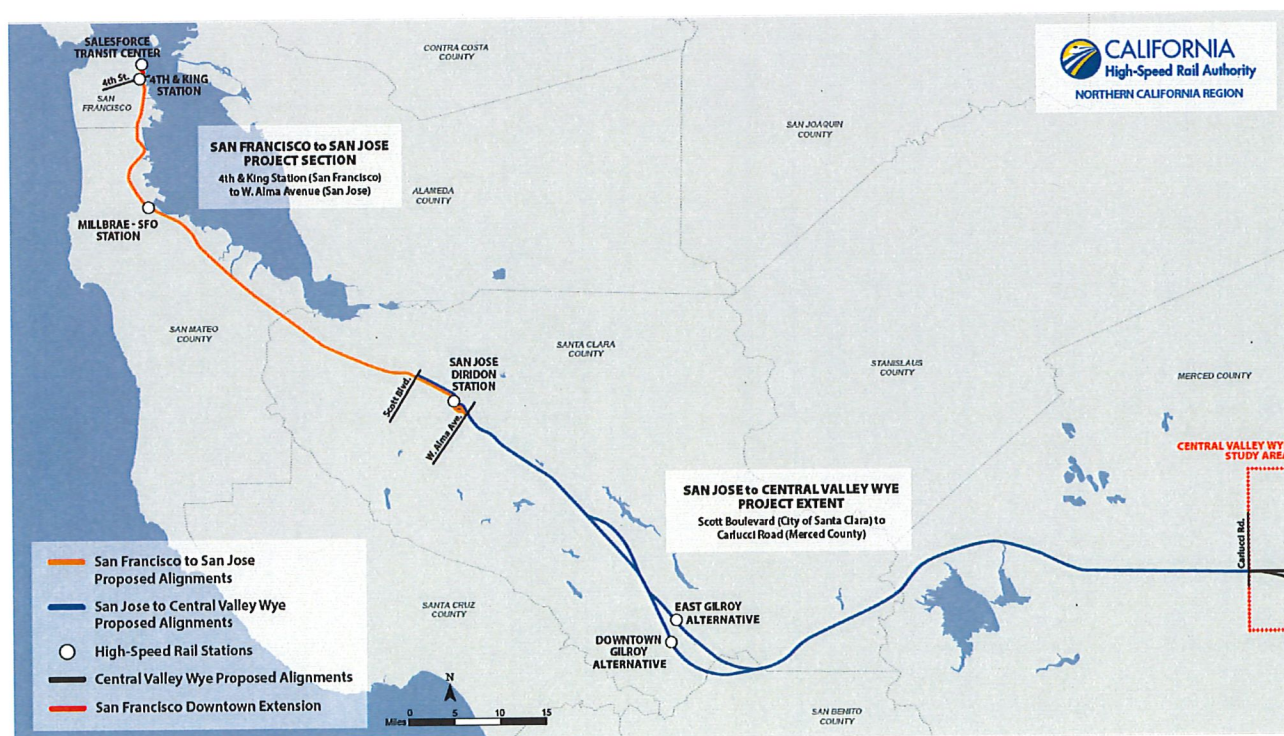 SALESFORCE
TRANSIT CENTER
4th St.
4TH & KING
STATION
SAN
FRANCISCO
CONTRA COSTA
COUNTY
CALIFORNIA
High-Speed Rail Authority
NORTHERN CALIFORNIA REGION
SAN JOAQUIN
COUNTY
SAN FRANCISCO to SAN JOSE
PROJECT SECTION
4th & King Station (San Francisco)
to W. Alma Avenue (San Jose)
ALAMEDA
COUNTY
MILLBRAE - SFO
STATION
SAN MATEO
COUNTY
SANTA CLARA
COUNTY
SAN JOSE
DIRIDON
STATION
Scott Blvd.
W. Alma Ave.
STANISLAUS
COUNTY
MERCED COUNTY
CENTRAL VALLEY WY
STUDY AREA
Carlucci Rd.
SAN JOSE to CENTRAL VALLEY WYE
PROJECT EXTENT
Scott Boulevard (City of Santa Clara) to
Carlucci Road (Merced County)
San Francisco to San Jose
Proposed Alignments
San Jose to Central Valley Wye
Proposed Alignments
High-Speed Rail Stations
Central Valley Wye Proposed Alignments
San Francisco Downtown Extension
SANTA CRUZ
COUNTY
EAST GILROY
ALTERNATIVE
DOWNTOWN
GILROY
ALTERNATIVE
N
Miles
0 5 10 15
SAN BENITO
COUNTY